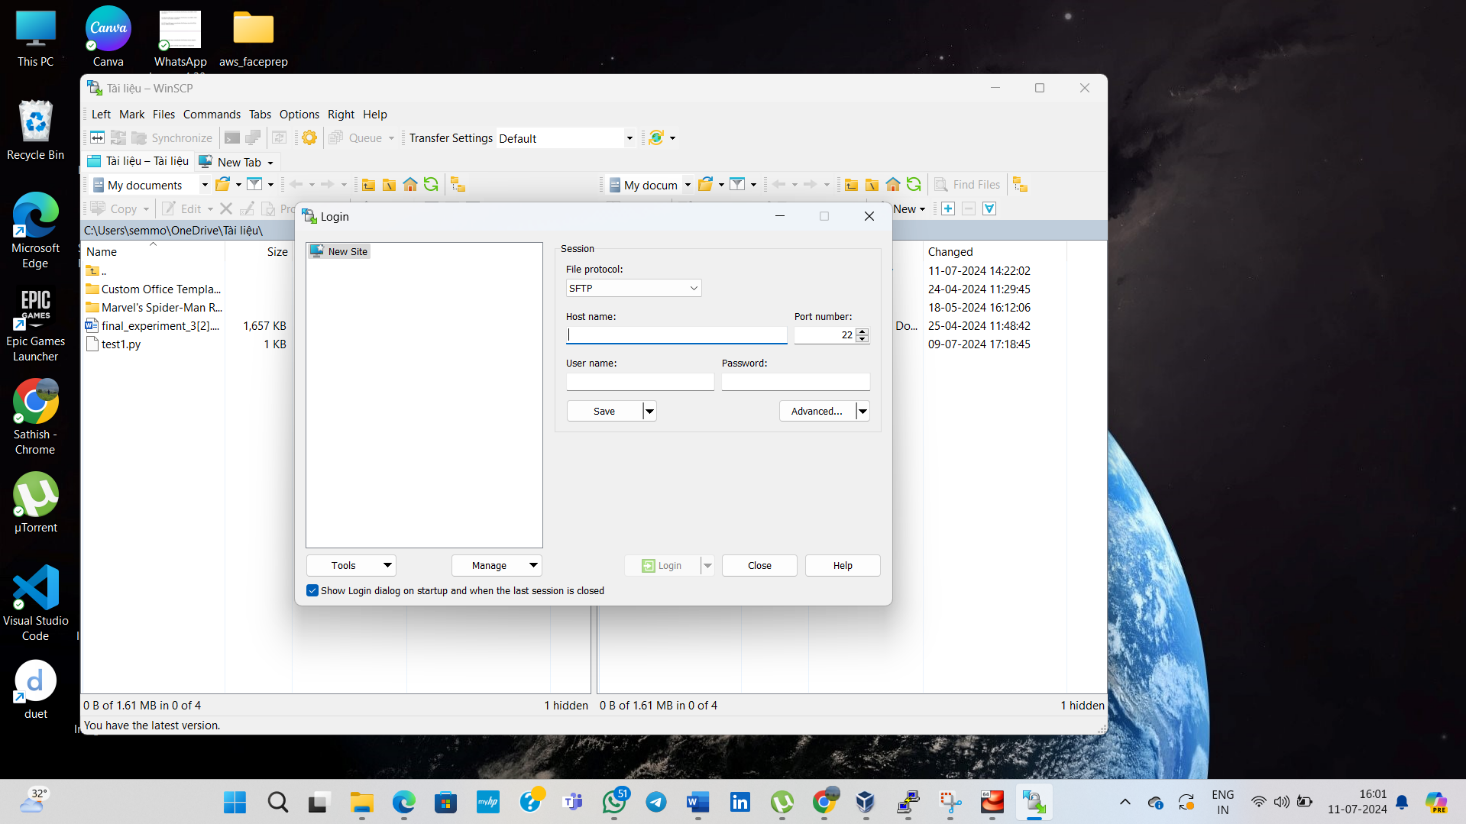 This PC
Canva
Canva
WhatsApp
aws_faceprep
Recycle Bin
Microsoft
Edge
EPIC
GAMES
Epic Games
Launcher
Sathish -
Chrome
µTorrent
Visual Studio
Code
d
duet
Tài liệu – WinSCP
Left Mark Files Commands Tabs Options Right Help
Synchronize Queue Transfer Settings Default
Tài liệu – Tài liệu New Tab
My documents
My docum Find Files
Copy Edit New
C:\Users\semmo\OneDrive\Tài liệu\
Name Size Changed
.. 11-07-2024 14:22:02
Custom Office Templa... 24-04-2024 11:29:45
Marvel's Spider-Man R... 18-05-2024 16:12:06
final_experiment_3[2].... 1,657 KB Do... 25-04-2024 11:48:42
test1.py 1 KB 09-07-2024 17:18:45
Login
New Site
Session
File protocol:
SFTP
Host name: Port number:
22
User name: Password:
Save Advanced...
Tools Manage Login Close Help
Show Login dialog on startup and when the last session is closed
0 B of 1.61 MB in 0 of 4 1 hidden 0 B of 1.61 MB in 0 of 4 1 hidden
You have the latest version.
32°
51
ENG
IN
16:01
11-07-2024
PRE